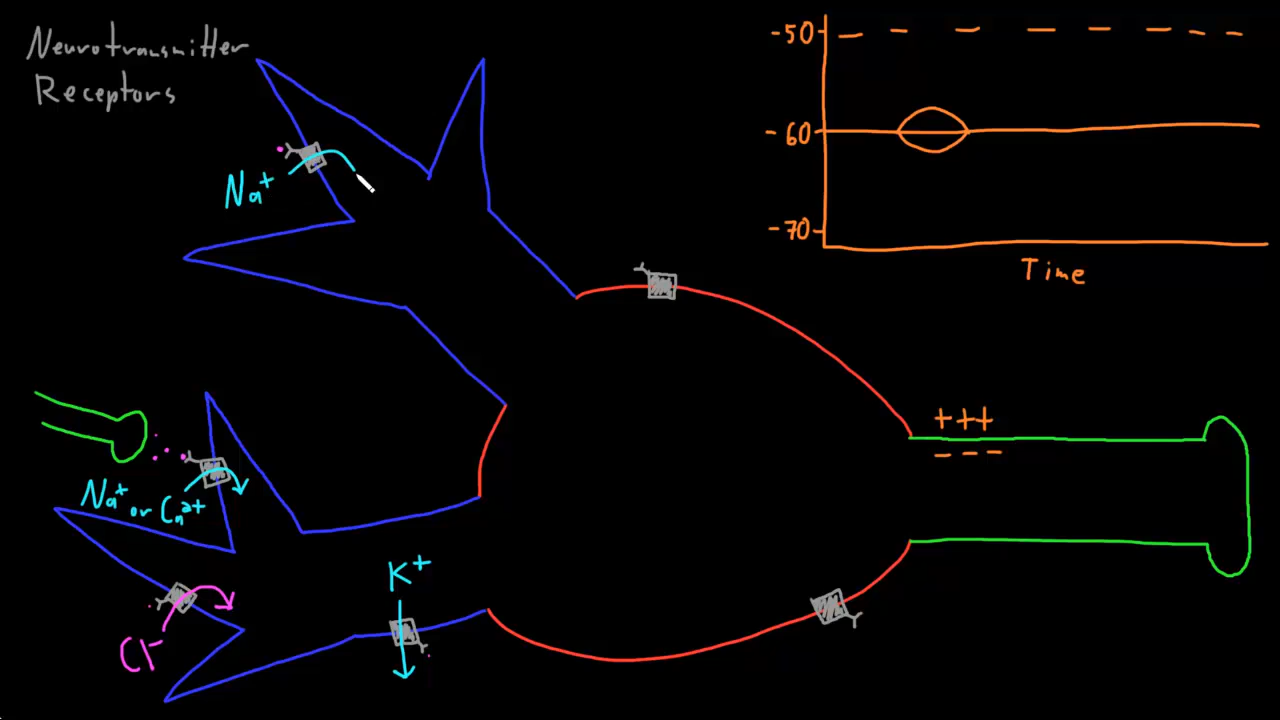 Neurotransmitter
Receptors
-50
-60
-70
Time
Na+
+++
---
Na+ or Ca2+
K+
Cl-